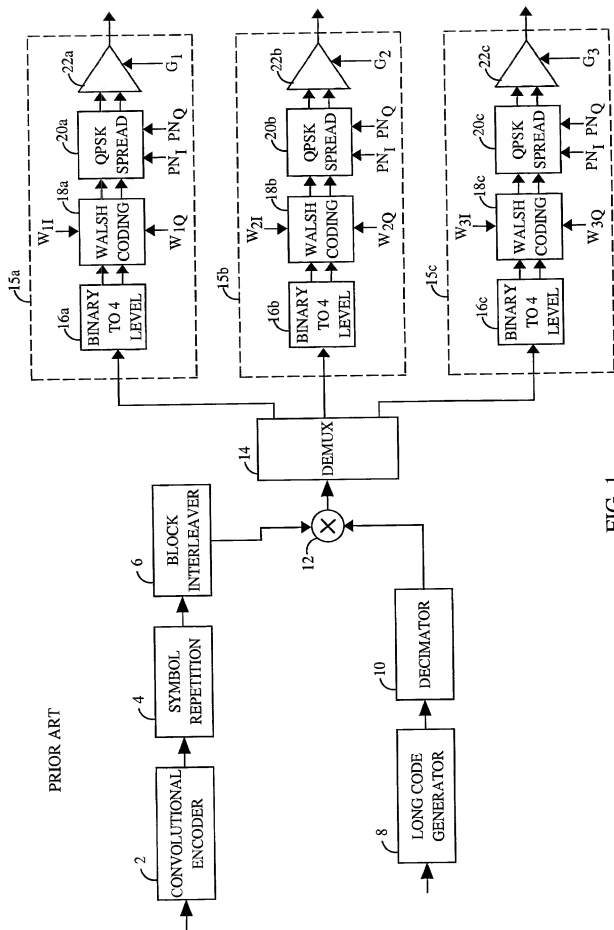 PRIOR ART
2
CONVOLUTIONAL
ENCODER
4
SYMBOL
REPETITION
6
BLOCK
INTERLEAVER
8
LONG CODE
GENERATOR
10
DECIMATOR
12
X
14
DEMUX
15a
16a
BINARY
TO 4
LEVEL
W1I
18a
WALSH
CODING
W1Q
20a
QPSK
SPREAD
PNI
PNQ
22a
G1
15b
16b
BINARY
TO 4
LEVEL
W2I
18b
WALSH
CODING
W2Q
20b
QPSK
SPREAD
PNI
PNQ
22b
G2
15c
16c
BINARY
TO 4
LEVEL
W3I
18c
WALSH
CODING
W3Q
20c
QPSK
SPREAD
PNI
PNQ
22c
G3
FIG. 1